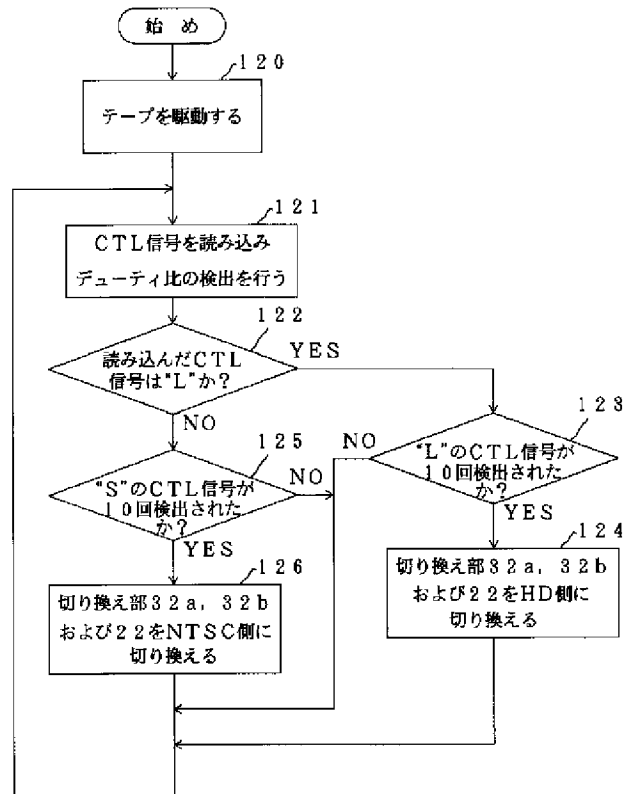 始め
120
テープを駆動する
121
CTL信号を読み込み
デューティ比の検出を行う
122
読み込んだCTL
信号は"L"か?
YES
NO
123
"L"のCTL信号が
10回検出された
か?
NO
YES
125
"S"のCTL信号が
10回検出された
か?
NO
YES
124
切り換え部32a,32b
および22をHD側に
切り換える
126
切り換え部32a,32b
および22をNTSC側に
切り換える